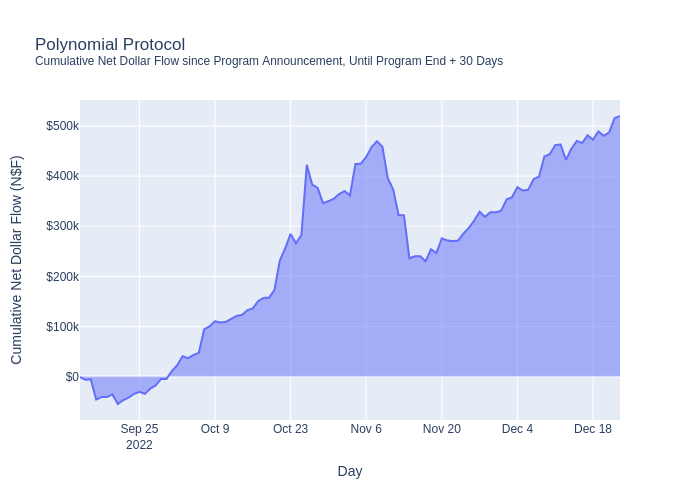 Polynomial Protocol
Cumulative Net Dollar Flow since Program Announcement, Until Program End + 30 Days
Cumulative Net Dollar Flow (N$F)
$500k
$400k
$300k
$200k
$100k
$0
Sep 25
2022
Oct 9
Oct 23
Nov 6
Nov 20
Dec 4
Dec 18
Day